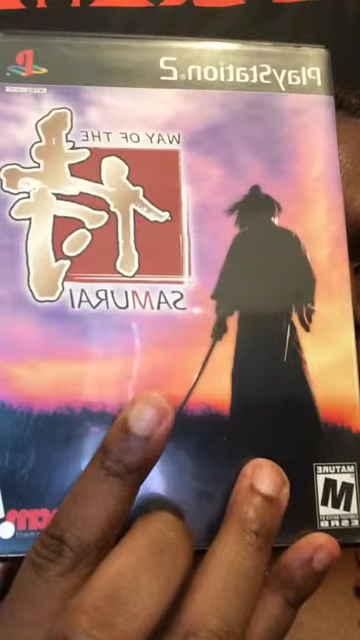 PlayStation 2
WAY OF THE
侍
SAMURAI
MATURE
M
ESRB